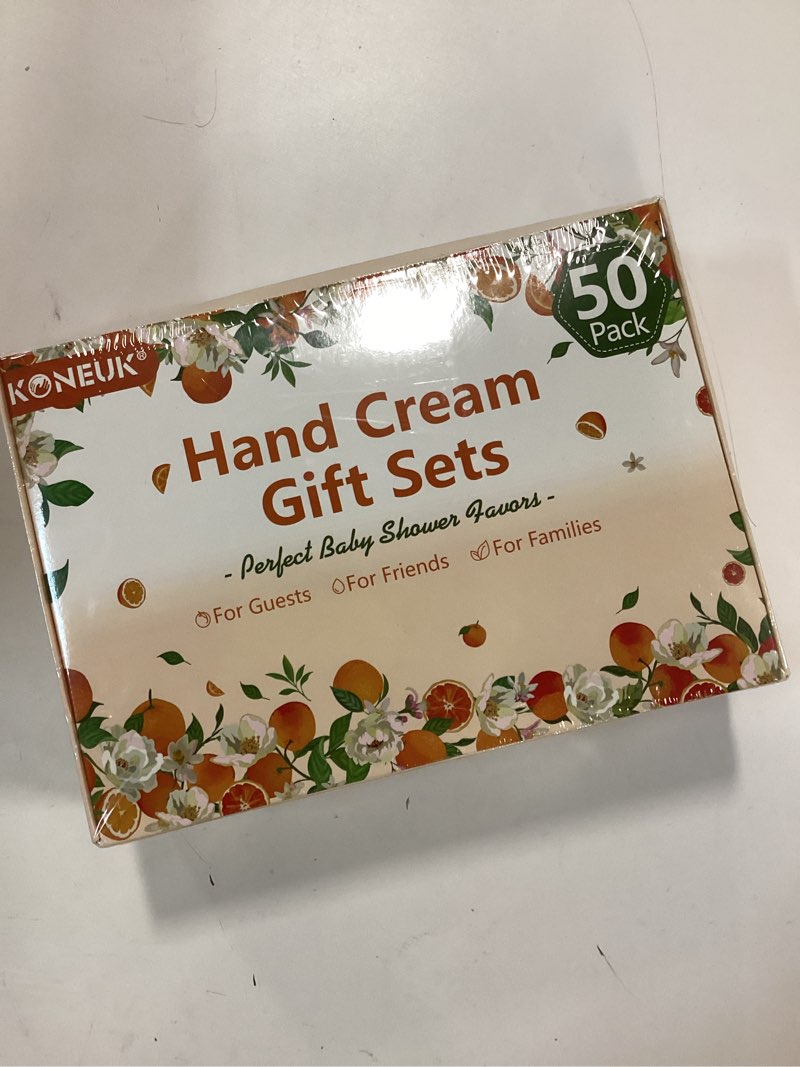 KONEUK®
50
Pack
Hand Cream
Gift Sets
- Perfect Baby Shower Favors -
For Guests For Friends For Families